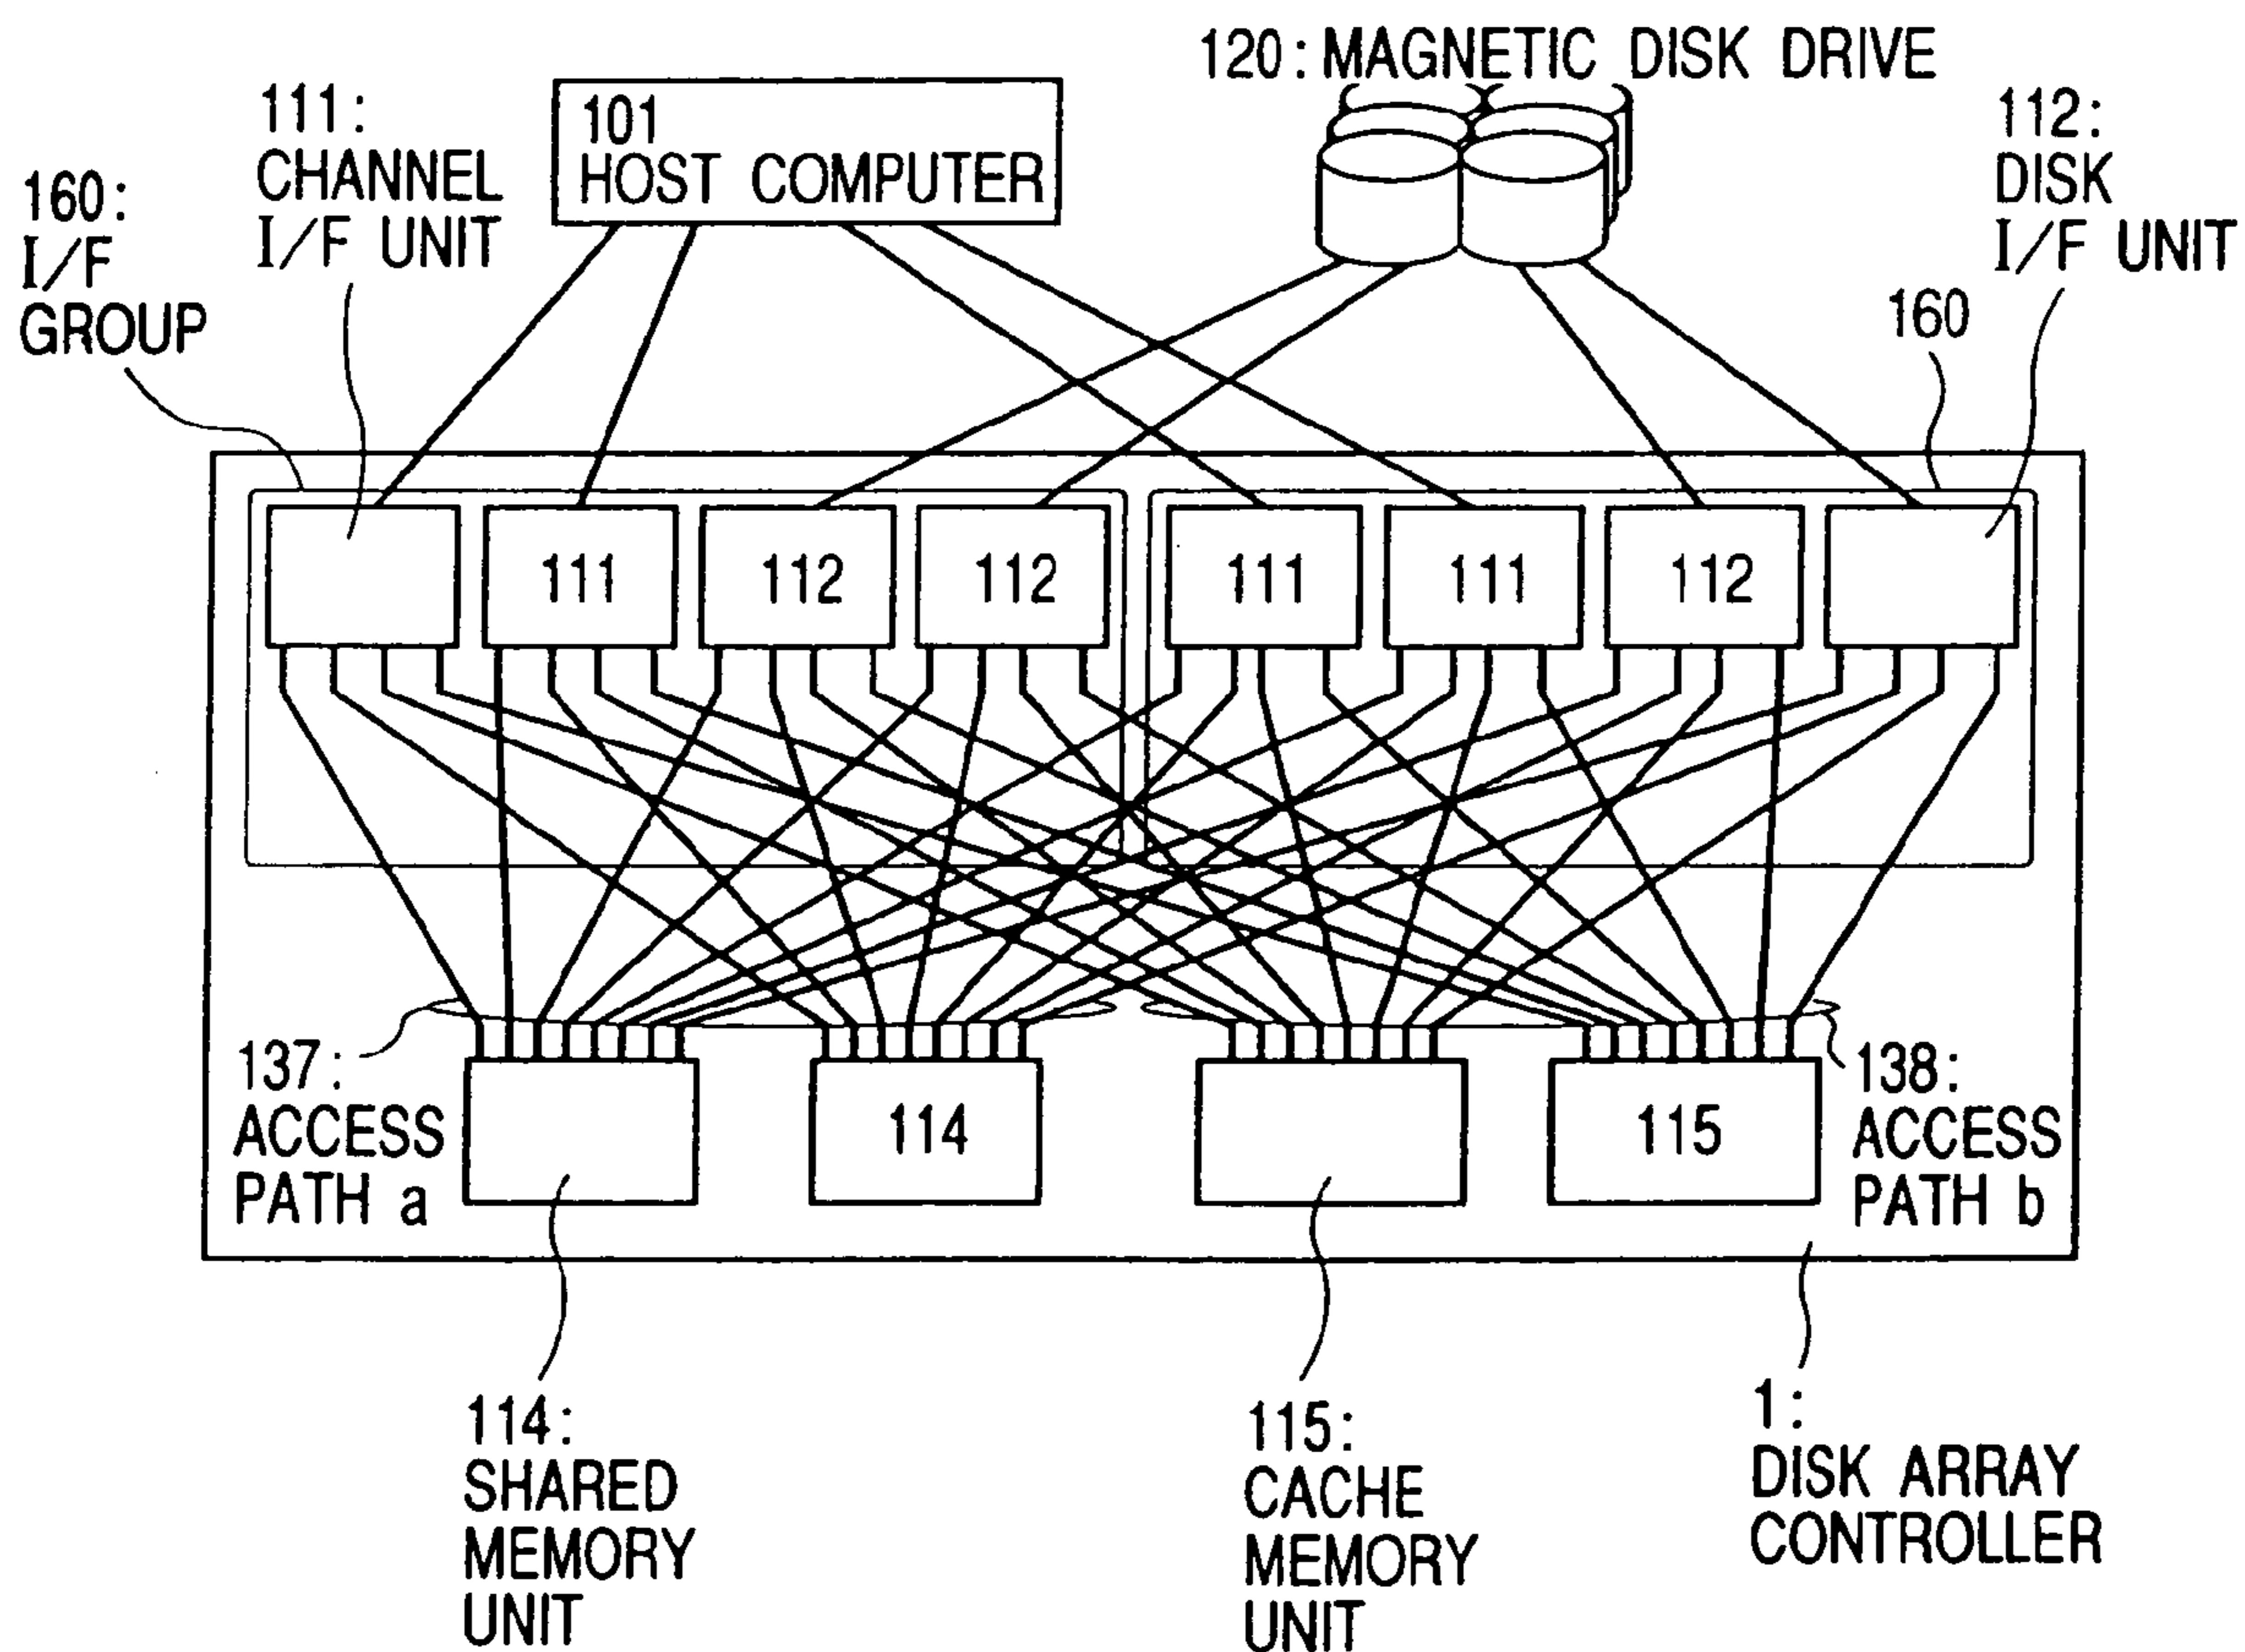 120: MAGNETIC DISK DRIVE
111:
CHANNEL
I/F UNIT
101
HOST COMPUTER
112:
DISK
I/F UNIT
160:
I/F
GROUP
160
111
112
112
111
111
112
137:
ACCESS
PATH a
114
115
138:
ACCESS
PATH b
114:
SHARED
MEMORY
UNIT
115:
CACHE
MEMORY
UNIT
1:
DISK ARRAY
CONTROLLER